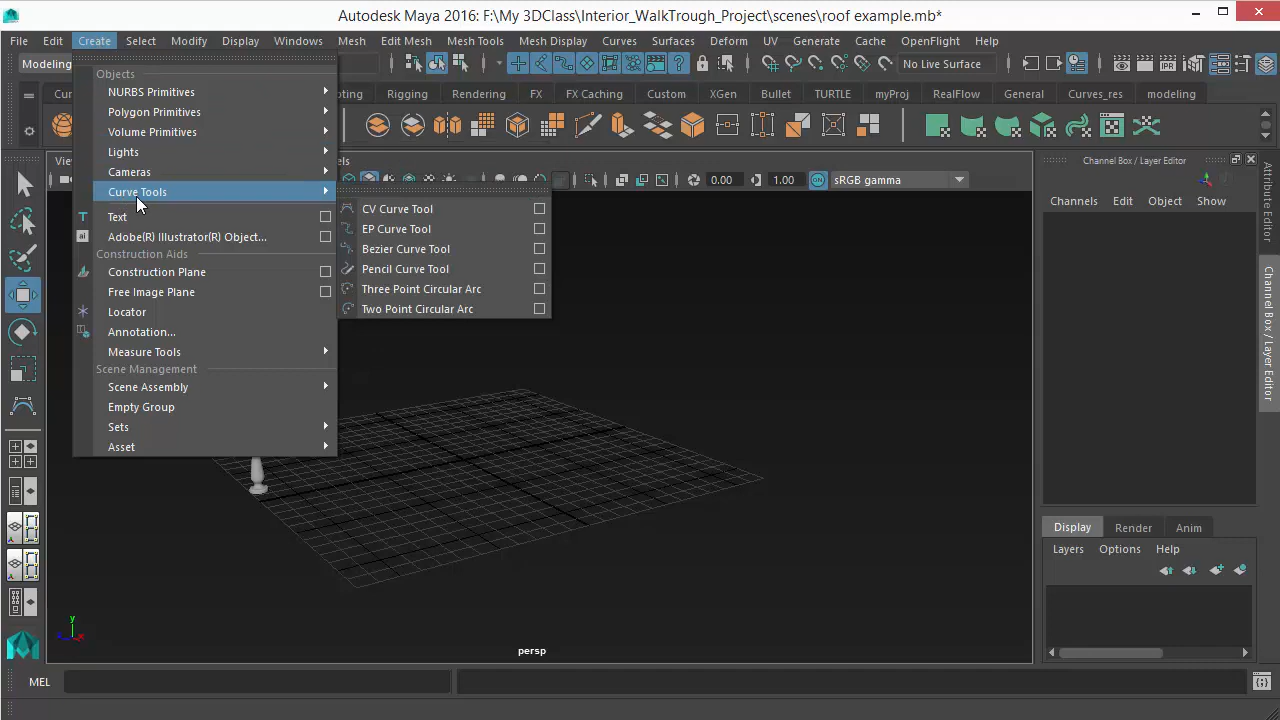 Autodesk Maya 2016: F:\My 3DClass\Interior_WalkTrough_Project\scenes\roof example.mb*
File Edit Create Select Modify Display Windows Mesh Edit Mesh Mesh Tools Mesh Display Curves Surfaces Deform UV Generate Cache OpenFlight Help
Modeling
No Live Surface
Rigging Rendering FX FX Caching Custom XGen Bullet TURTLE myProj RealFlow General Curves_res modeling
0.00 1.00 ON sRGB gamma
Objects
NURBS Primitives
Polygon Primitives
Volume Primitives
Lights
Cameras
Curve Tools
T Text
ai Adobe(R) Illustrator(R) Object...
Construction Aids
Construction Plane
Free Image Plane
Locator
Annotation...
Measure Tools
Scene Management
Scene Assembly
Empty Group
Sets
Asset
CV Curve Tool
EP Curve Tool
Bezier Curve Tool
Pencil Curve Tool
Three Point Circular Arc
Two Point Circular Arc
y
persp
Channel Box / Layer Editor
Channels Edit Object Show
Display Render Anim
Layers Options Help
Attribute Editor
Channel Box / Layer Editor
MEL